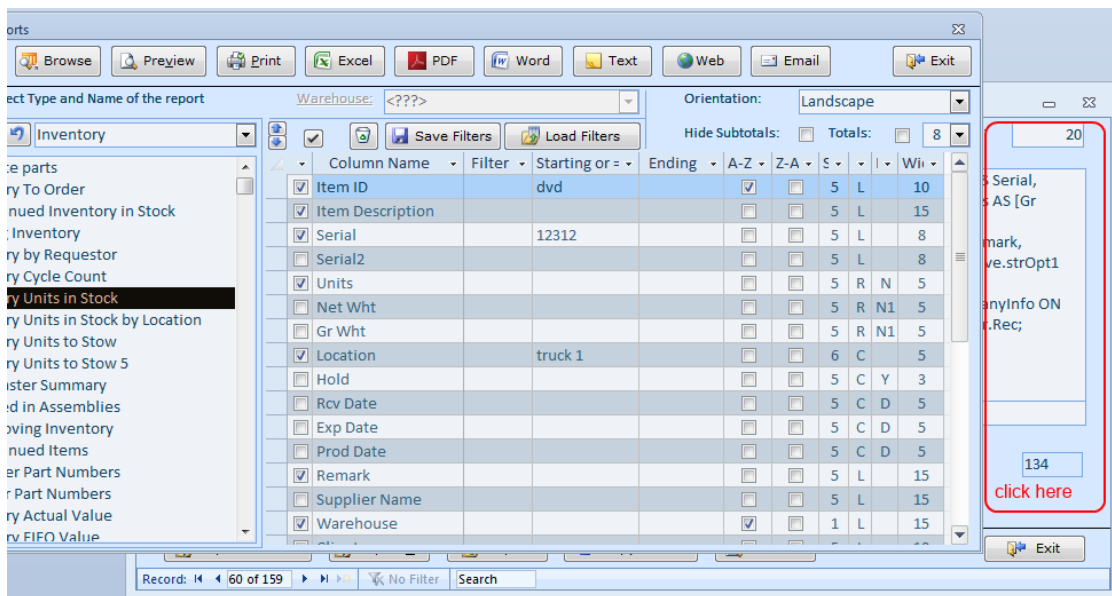 orts
Browse Preview Print Excel PDF Word Text Web Email Exit
ect Type and Name of the report Warehouse: <???> Orientation: Landscape
Inventory Save Filters Load Filters Hide Subtotals: Totals: 8
Column Name Filter Starting or = Ending A-Z Z-A S I Wi
Item ID dvd 5 L 10
Item Description 5 L 15
Serial 12312 5 L 8
Serial2 5 L 8
Units 5 R N 5
Net Wht 5 R N1 5
Gr Wht 5 R N1 5
Location truck 1 6 C 5
Hold 5 C Y 3
Rcv Date 5 C D 5
Exp Date 5 C D 5
Prod Date 5 C D 5
Remark 5 L 15
Supplier Name 5 L 15
Warehouse 1 L 15
te parts
ry To Order
nued Inventory in Stock
Inventory
ry by Requestor
ry Cycle Count
ry Units in Stock
ry Units in Stock by Location
ry Units to Stow
ry Units to Stow 5
aster Summary
ed in Assemblies
oving Inventory
nued Items
er Part Numbers
r Part Numbers
ry Actual Value
ry FIFO Value
20
Serial,
s AS [Gr
mark,
ve.strOpt1
anyInfo ON
r.Rec;
134
click here
Exit
Record: 60 of 159 No Filter Search